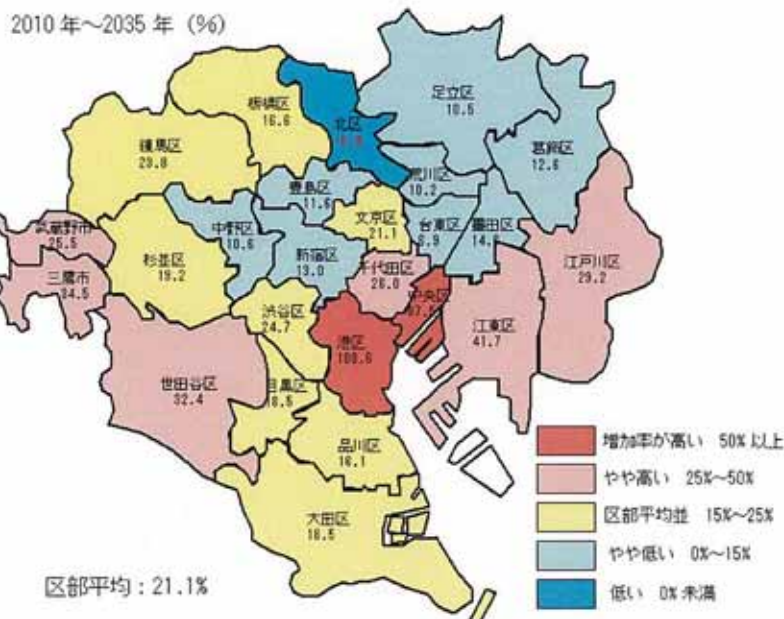 2010年～2035年 (%)
板橋区
16.6
北区
足立区
10.5
練馬区
23.8
葛飾区
12.6
豊島区
11.6
荒川区
10.2
文京区
21.1
台東区
墨田区
武蔵野市
25.5
中野区
10.6
杉並区
19.2
新宿区
13.0
千代田区
26.0
江戸川区
29.2
三鷹市
34.5
渋谷区
24.7
中央区
港区
100.6
江東区
41.7
世田谷区
32.4
目黒区
18.5
品川区
16.1
大田区
18.5
増加率が高い 50%以上
やや高い 25%～50%
区部平均並 15%～25%
やや低い 0%～15%
低い 0%未満
区部平均：21.1%